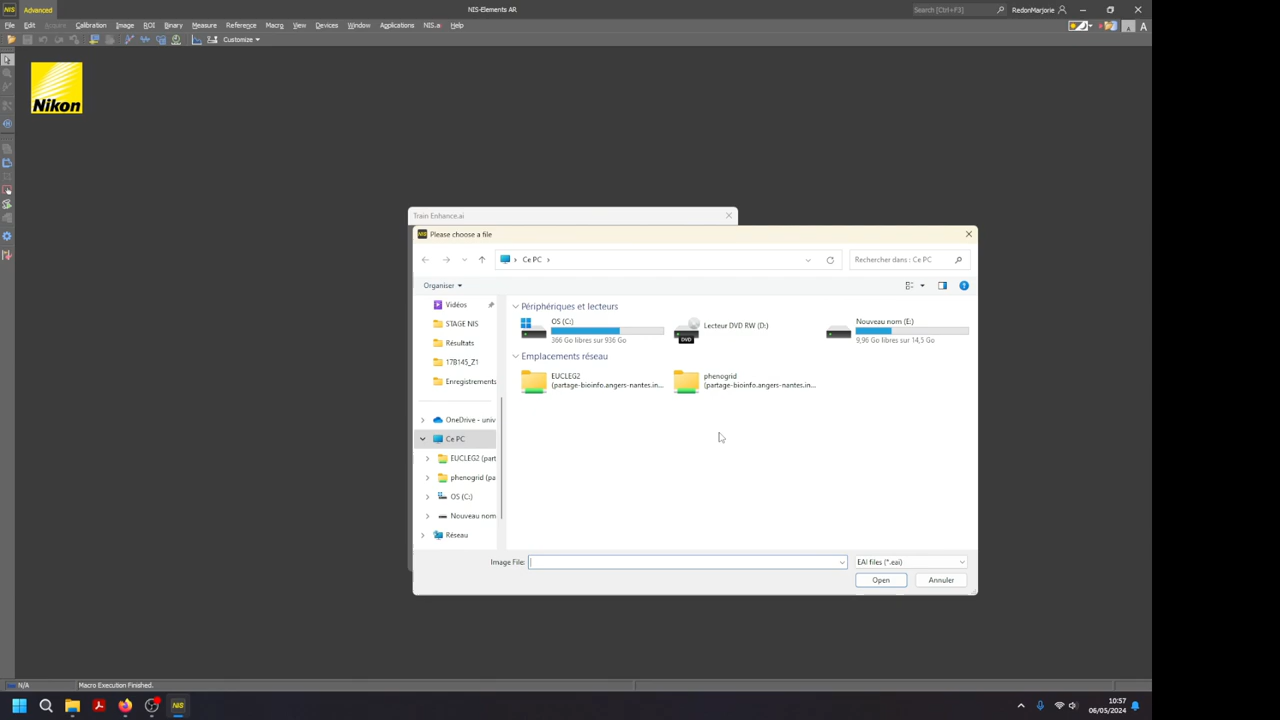 NIS
Advanced
NIS-Elements AR
Search [Ctrl+F3]
RedonMarjorie
File Edit Acquire Calibration Image ROI Binary Measure Reference Macro Devices View Window Applications NIS.a Help
Customize
A
Nikon
Train Enhance.ai
Please choose a file
Ce PC
Rechercher dans : Ce PC
Organiser
Vidéos
STAGE NIS
Résultats
17B145_Z1
Enregistrements
OneDrive - univ
Ce PC
EUCLEG2 (part
phenogrid (pa
OS (C:)
Nouveau nom
Réseau
Périphériques et lecteurs
OS (C:)
366 Go libres sur 936 Go
Lecteur DVD RW (D:)
DVD
Nouveau nom (E:)
9,96 Go libres sur 14,5 Go
Emplacements réseau
EUCLEG2
(partage-bioinfo.angers-nantes.in...
phenogrid
(partage-bioinfo.angers-nantes.in...
Image File:
EAI files (*.eai)
Open
Annuler
N/A
Macro Execution Finished.
NIS
10:57
06/05/2024